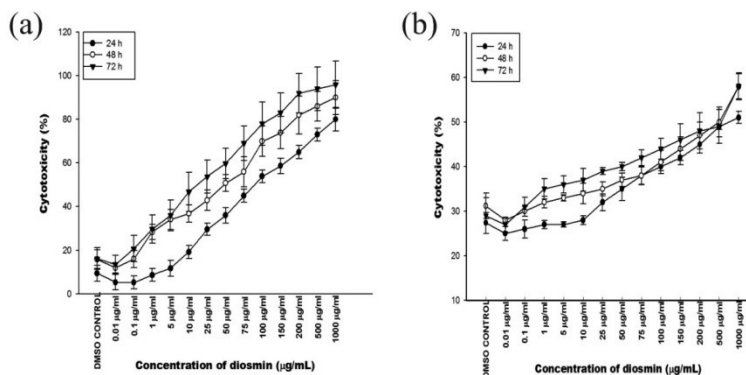 (a)
24 h
48 h
72 h
120
100
80
60
40
20
0
Cytotoxicity (%)
DMSO CONTROL
0.01 µg/ml
0.1 µg/ml
1 µg/ml
5 µg/ml
10 µg/ml
25 µg/ml
50 µg/ml
75 µg/ml
100 µg/ml
150 µg/ml
200 µg/ml
500 µg/ml
1000 µg/ml
Concentration of diosmin (µg/mL)
(b)
24 h
48 h
72 h
70
60
50
40
30
20
10
Cytotoxicity (%)
DMSO CONTROL
0.01 µg/ml
0.1 µg/ml
1 µg/ml
5 µg/ml
10 µg/ml
25 µg/ml
50 µg/ml
75 µg/ml
100 µg/ml
150 µg/ml
200 µg/ml
500 µg/ml
1000 µg/ml
Concentration of diosmin (µg/mL)